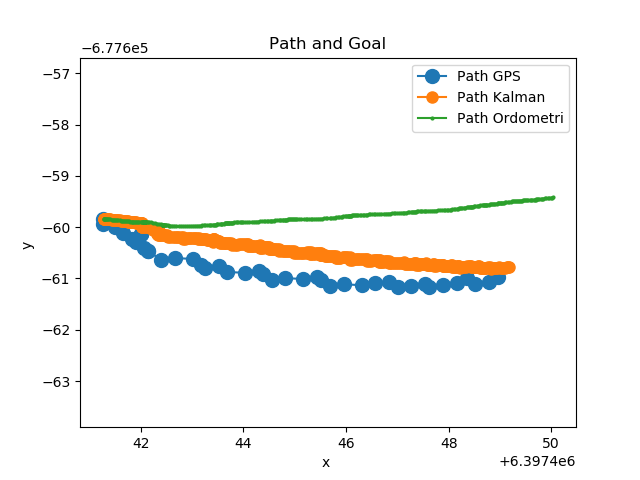 Path and Goal
−6.776e5
Path GPS
Path Kalman
Path Ordometri
−57
−58
−59
−60
−61
−62
−63
y
42
44
46
48
50
x
+6.3974e6